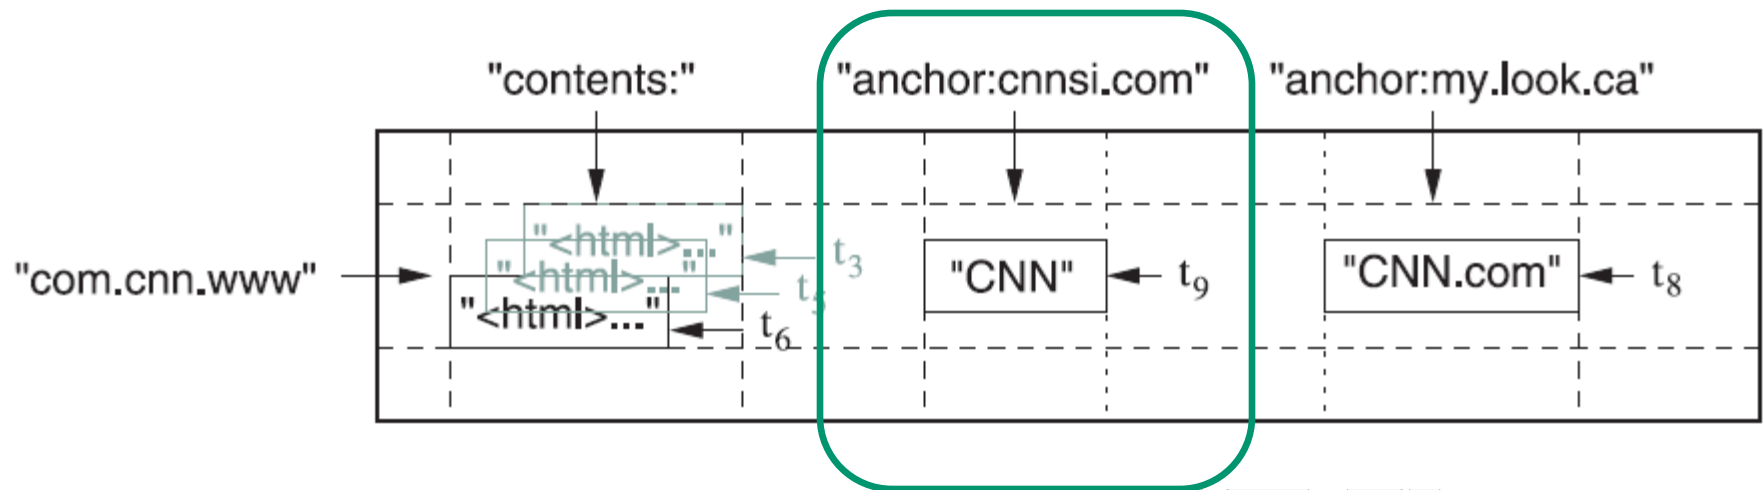 "contents:" "anchor:cnnsi.com" "anchor:my.look.ca"
"<html>..." t3
"com.cnn.www" "<html>..." t5 "CNN" t9 "CNN.com" t8
"<html>..." t6